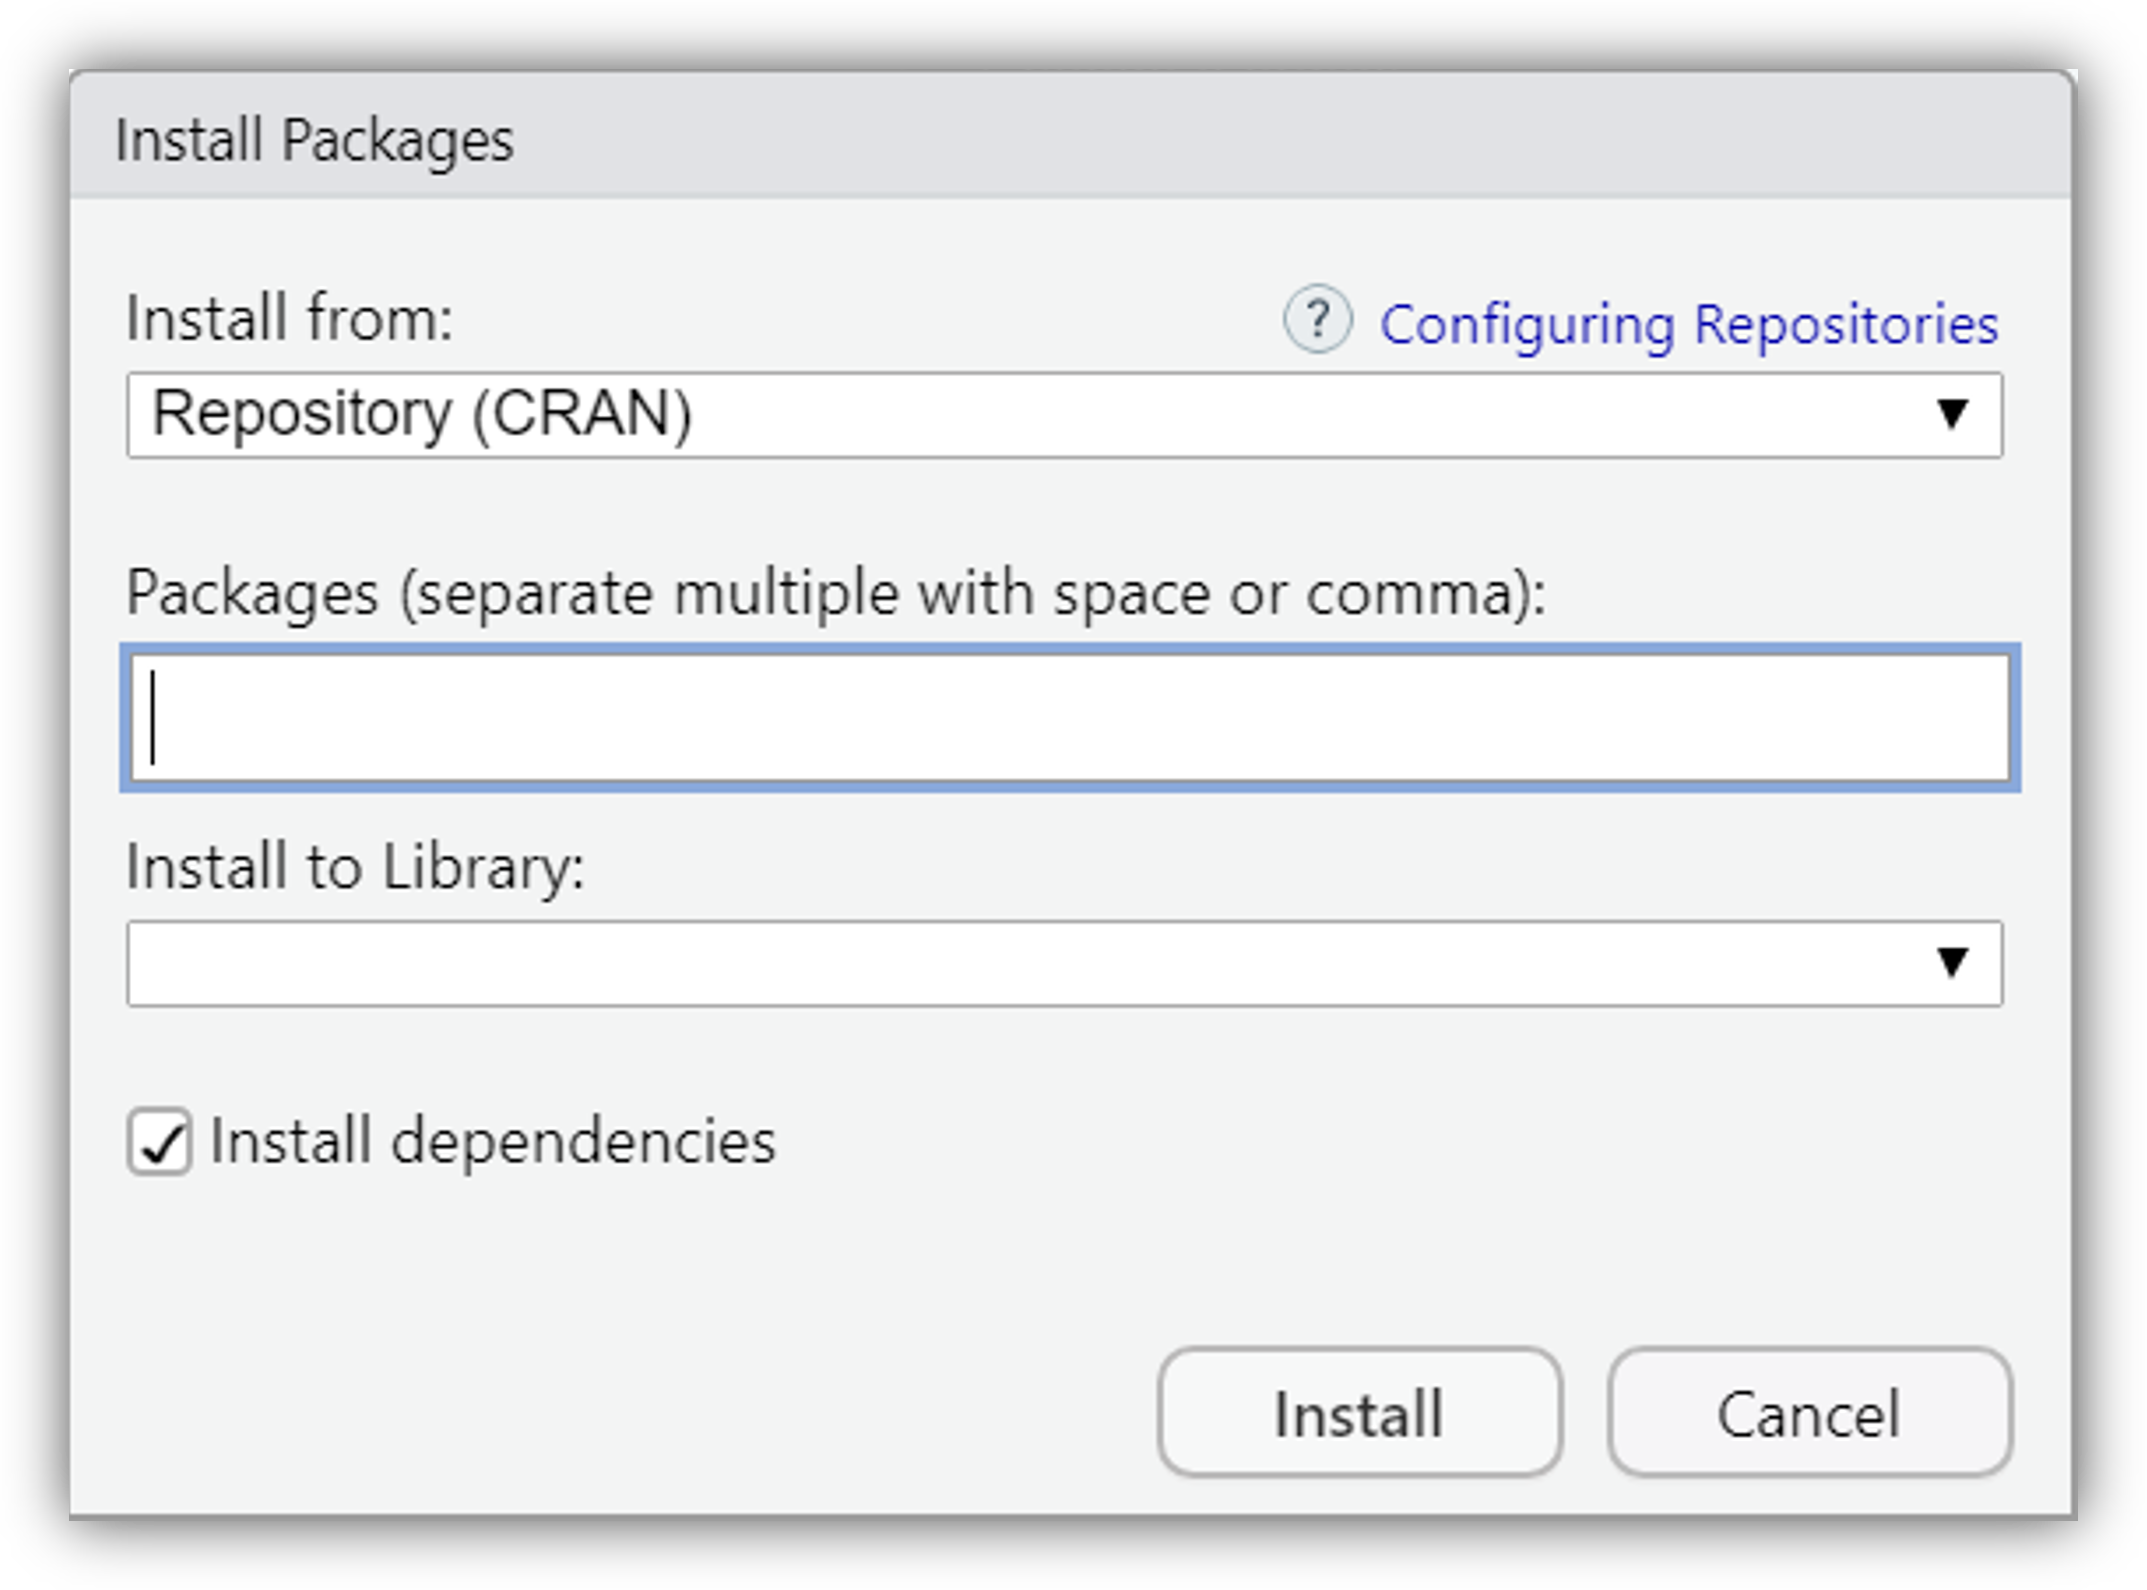 Install Packages
Install from:
? Configuring Repositories
Repository (CRAN)
Packages (separate multiple with space or comma):
Install to Library:
Install dependencies
Install
Cancel